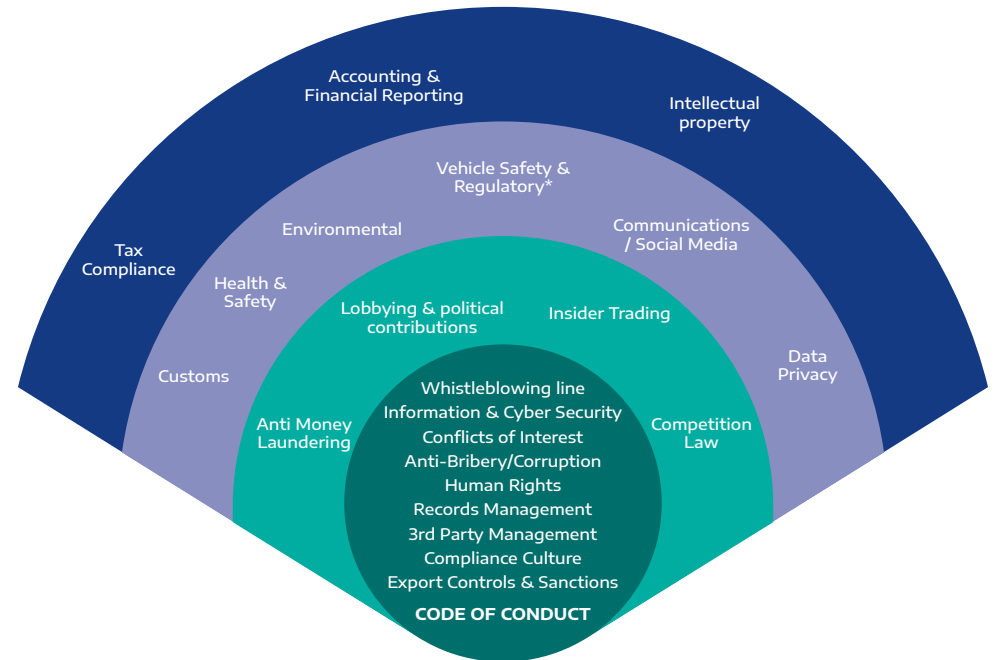 Accounting &
Financial Reporting
Intellectual
property
Tax
Compliance
Vehicle Safety &
Regulatory*
Environmental
Communications
/ Social Media
Health &
Safety
Customs
Data
Privacy
Lobbying & political
contributions
Insider Trading
Anti Money
Laundering
Competition
Law
Whistleblowing line
Information & Cyber Security
Conflicts of Interest
Anti-Bribery/Corruption
Human Rights
Records Management
3rd Party Management
Compliance Culture
Export Controls & Sanctions
CODE OF CONDUCT